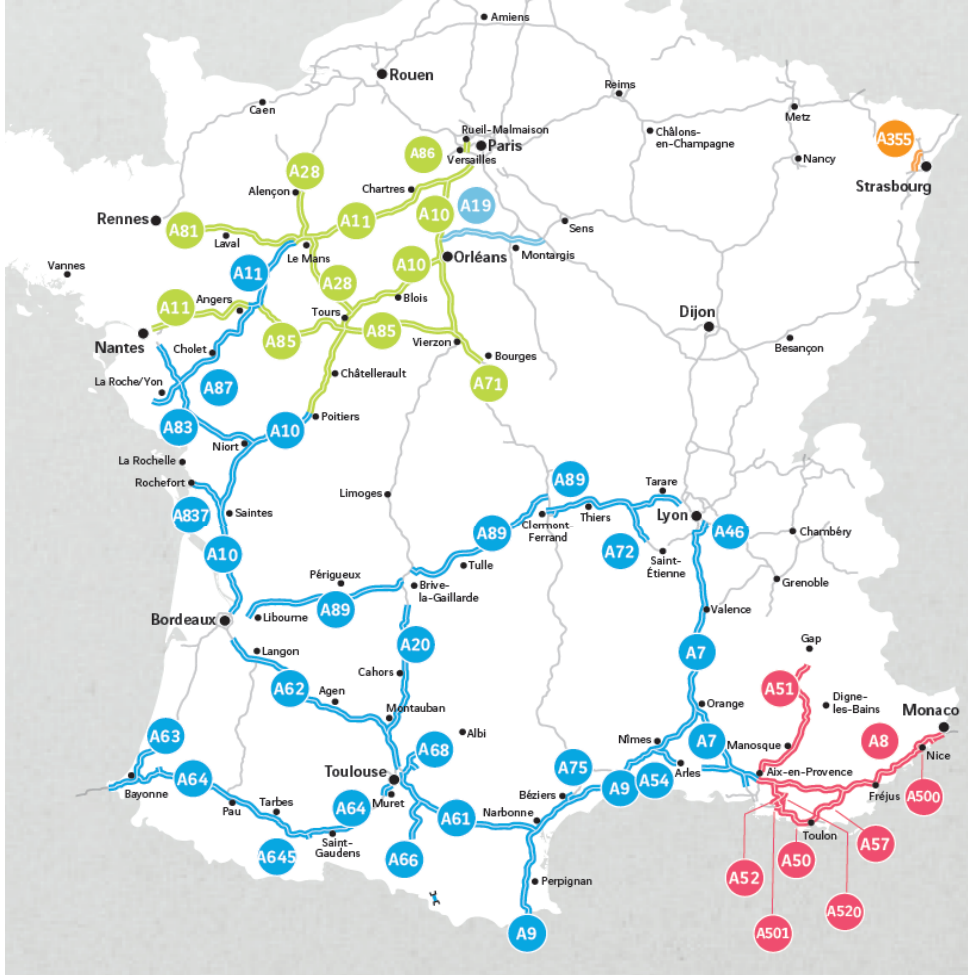 Amiens
Rouen
Reims
Caen
Metz
Rueil-Malmaison
Paris
Versailles
Châlons-
en-Champagne
A355
Nancy
Strasbourg
A86
A28
Alençon
Chartres
A19
A11
A10
Rennes
A81
Laval
Le Mans
Sens
Montargis
Orléans
Vannes
A11
A10
A28
Blois
Angers
A11
Tours
A85
A85
Dijon
Nantes
Cholet
Vierzon
Besançon
Bourges
La Roche/Yon
A87
Châtellerault
A71
Poitiers
A83
A10
Niort
La Rochelle
Rochefort
A89
Tarare
Limoges
A837
Saintes
Clermont-
Ferrand
Thiers
Lyon
A46
Chambéry
A89
A10
A72
Saint-
Étienne
Tulle
Périgueux
Grenoble
Brive-
la-Gaillarde
A89
Libourne
Bordeaux
Valence
A20
Langon
A7
Gap
Cahors
A62
Agen
A51
Digne-
les-Bains
Orange
Monaco
Montauban
A63
A68
Albi
Nîmes
A7
Manosque
A8
Nice
Toulouse
A75
Arles
Aix-en-Provence
A64
Bayonne
A9
A54
Fréjus
A500
Muret
Béziers
Pau
Tarbes
A64
A61
Narbonne
Toulon
A57
Saint-
Gaudens
A645
A66
A50
A52
Perpignan
A520
A9
A501